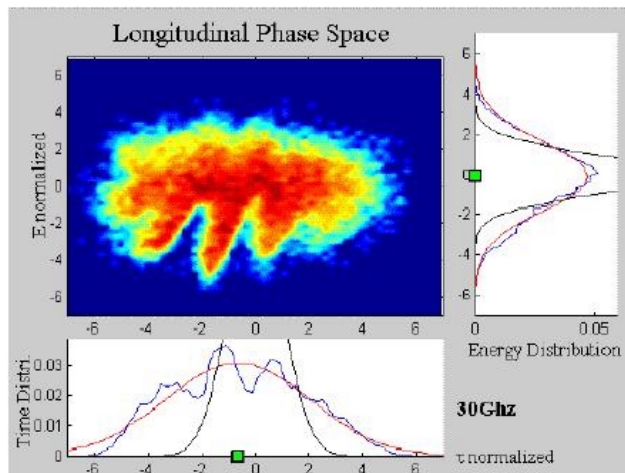 Longitudinal Phase Space
E normalized
6
4
2
0
-2
-4
-6
-6 -4 -2 0 2 4 6
6
4
2
0
-2
-4
-6
0 0.05
Energy Distribution
Time Distri.
0.03
0.02
0.01
0
-6 -4 -2 0 2 4 6
30Ghz
τ normalized